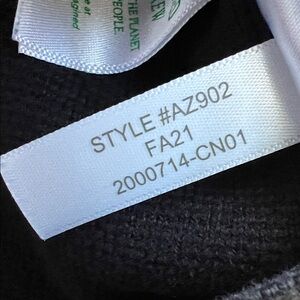 THE PLANET
PEOPLE.
STYLE #AZ902
FA21
2000714-CN01